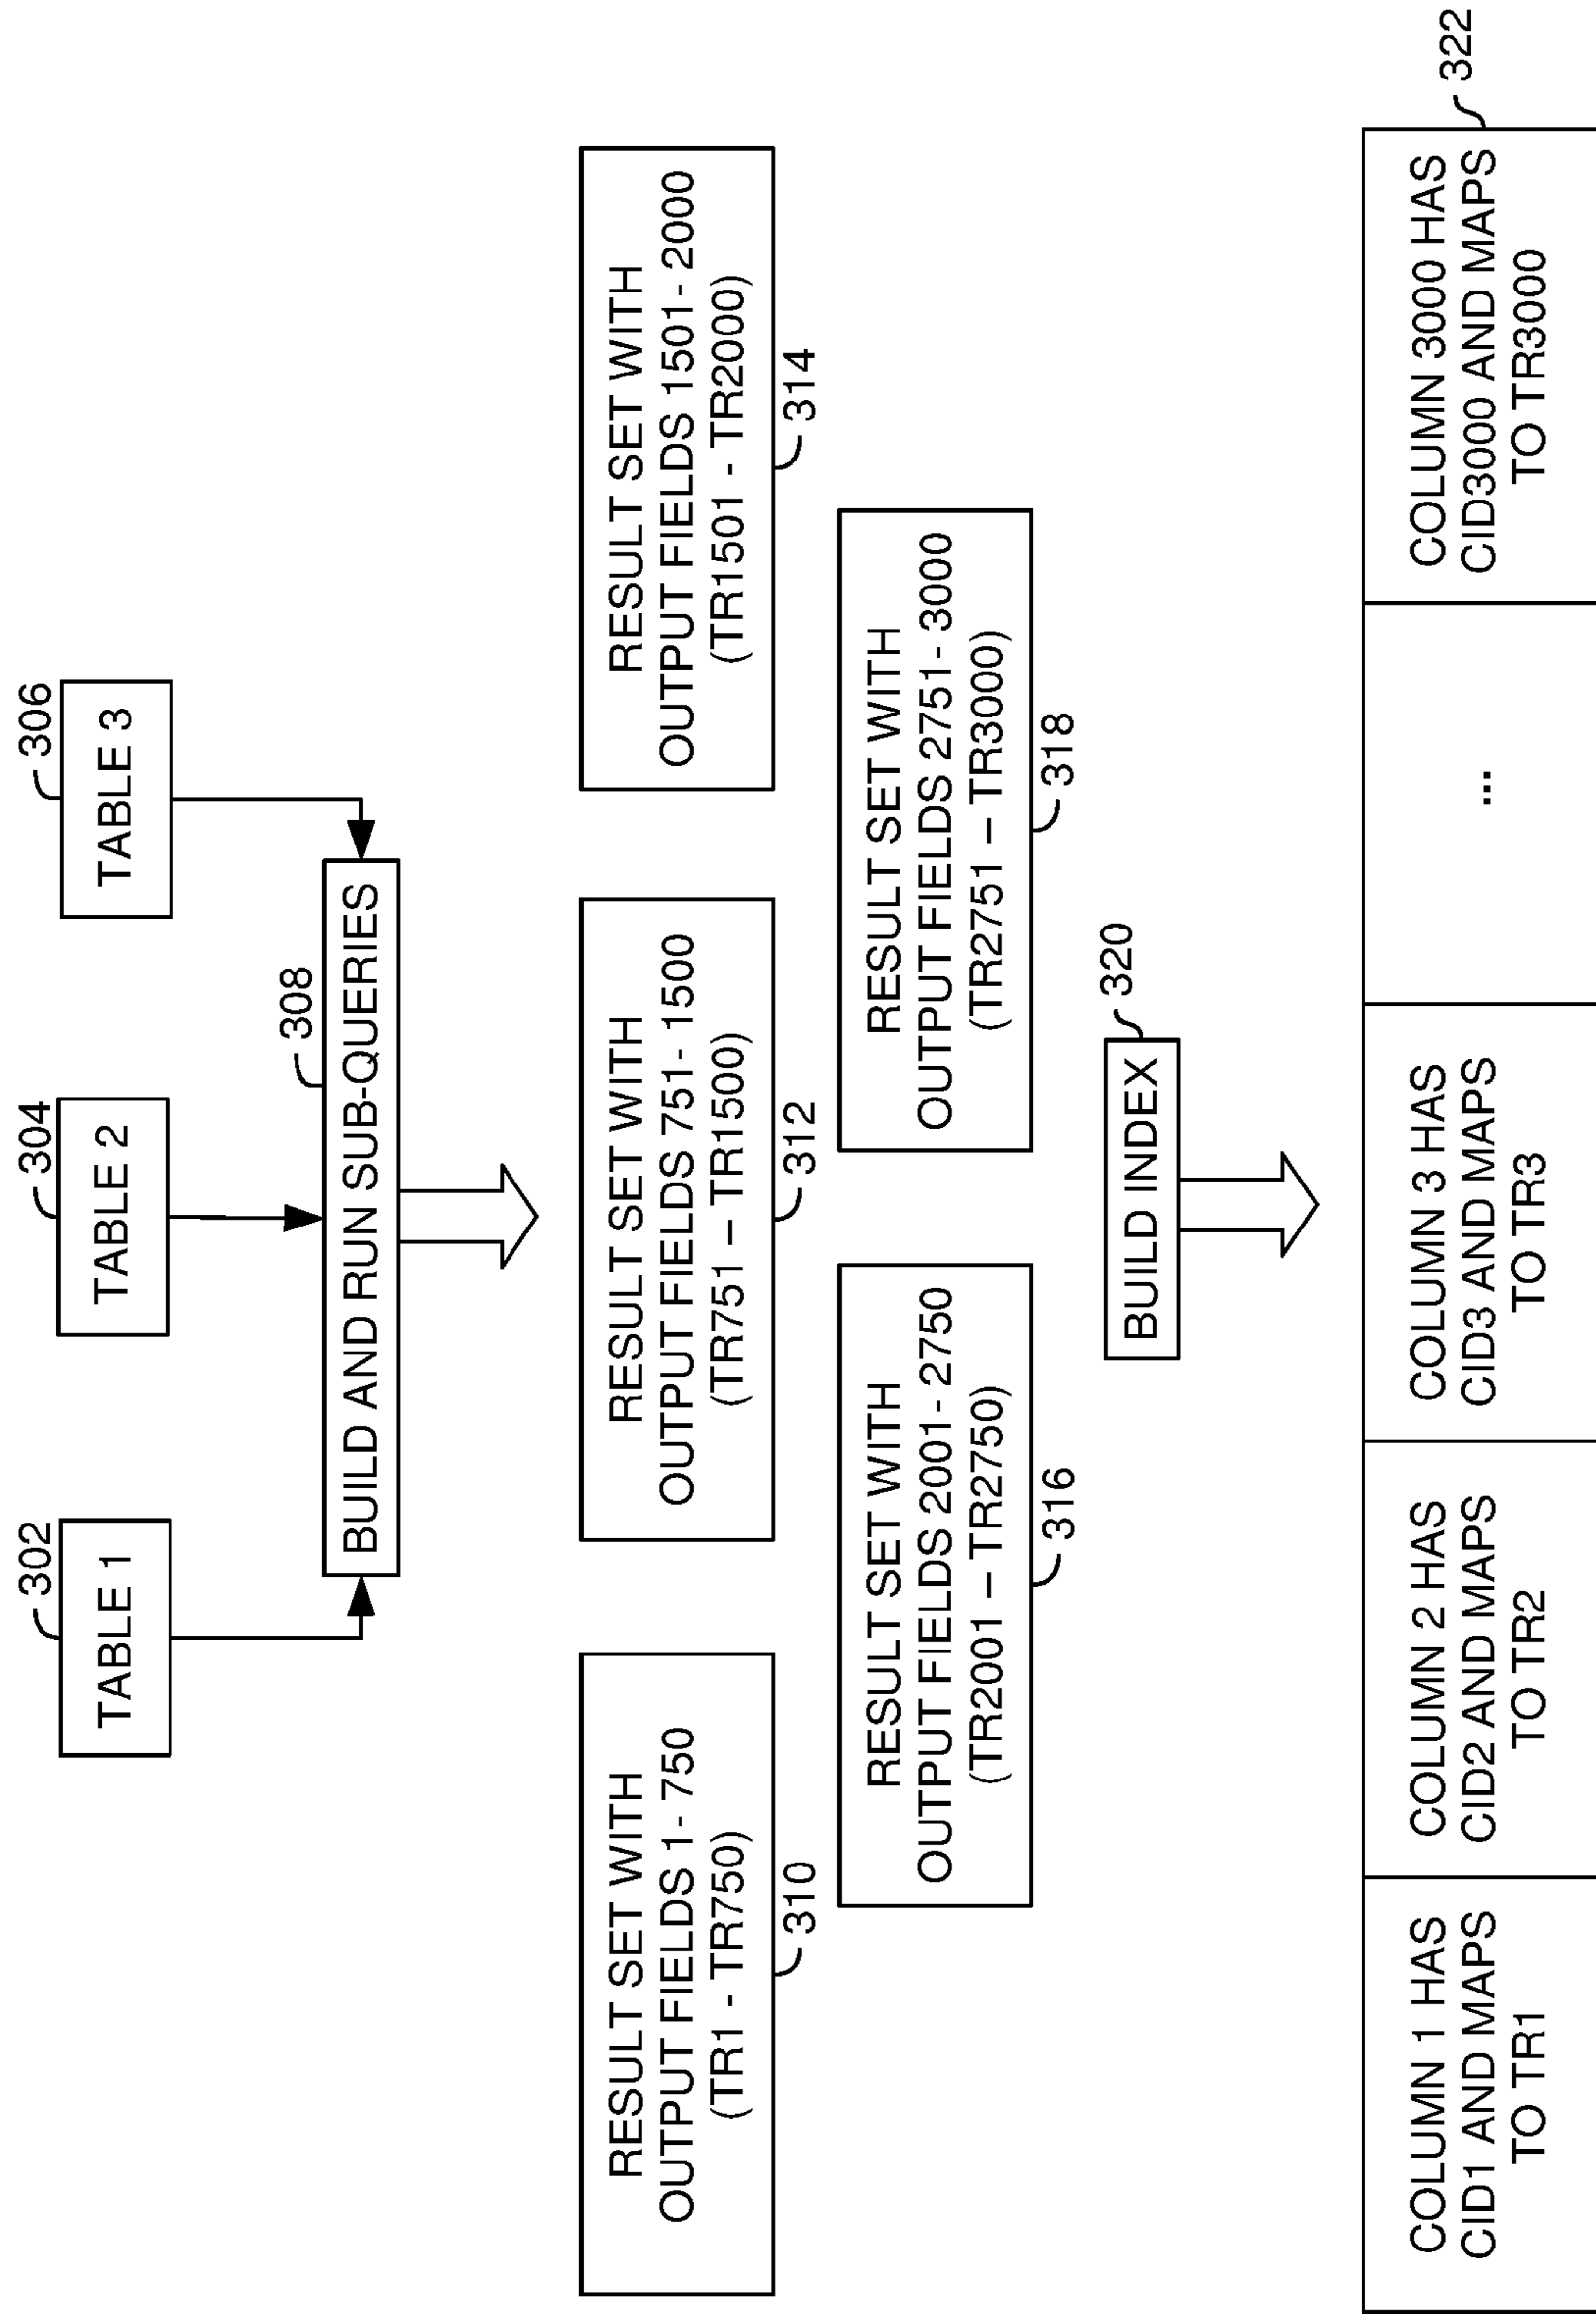 302
TABLE 1
304
TABLE 2
306
TABLE 3
308
BUILD AND RUN SUB-QUERIES
RESULT SET WITH
OUTPUT FIELDS 1- 750
(TR1 - TR750)
310
RESULT SET WITH
OUTPUT FIELDS 751- 1500
(TR751 – TR1500)
312
RESULT SET WITH
OUTPUT FIELDS 1501- 2000
(TR1501 - TR2000)
314
RESULT SET WITH
OUTPUT FIELDS 2001- 2750
(TR2001 – TR2750)
316
RESULT SET WITH
OUTPUT FIELDS 2751- 3000
(TR2751 – TR3000)
318
BUILD INDEX
320
COLUMN 1 HAS
CID1 AND MAPS
TO TR1
COLUMN 2 HAS
CID2 AND MAPS
TO TR2
COLUMN 3 HAS
CID3 AND MAPS
TO TR3
...
COLUMN 3000 HAS
CID3000 AND MAPS
TO TR3000
322